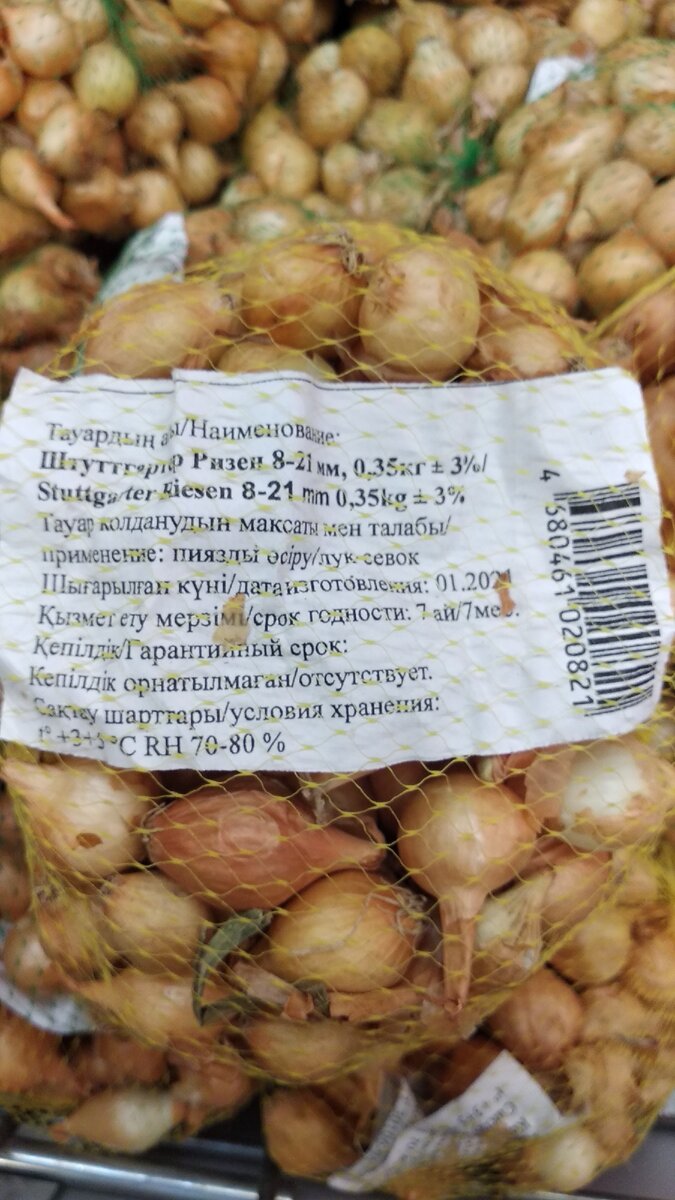 Тауардың аты/Наименование:
Штуттгартер Ризен 8-21 мм, 0,35кг ± 3%/
Stuttgarter Riesen 8-21 mm 0,35kg ± 3%
Тауар қолданудың мақсаты мен талабы/
применение: пиязды өсіру/лук-севок
Шығарылған күні/дата изготовления: 01.2021
Қызмет ету мерзімі/срок годности: 7 ай/7мес.
Кепілдік/Гарантийный срок:
Кепілдік орнатылмаған/отсутствует.
Сақтау шарттары/условия хранения:
RH 70-80 %
4 680461 020821